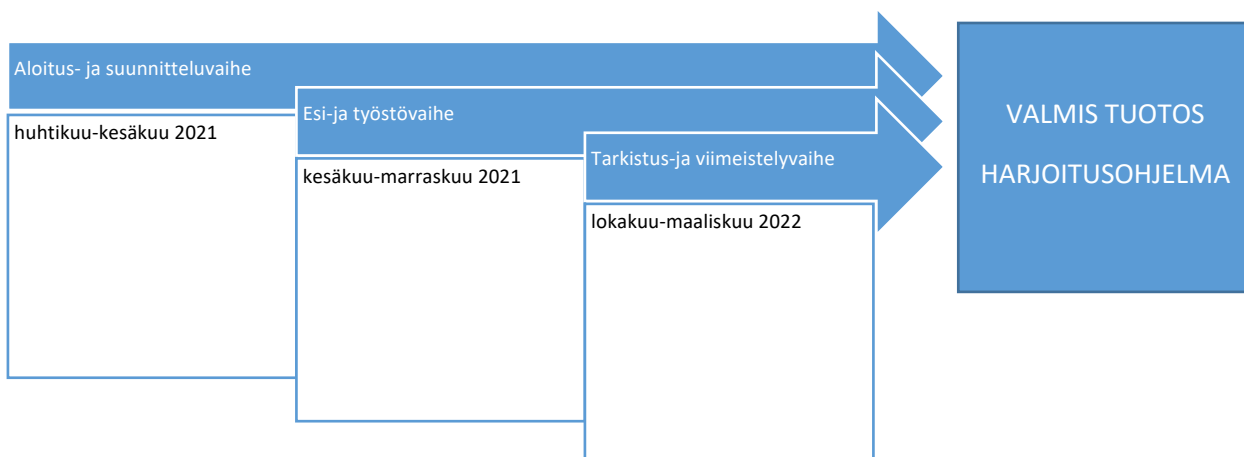 Aloitus- ja suunnitteluvaihe
huhtikuu-kesäkuu 2021
Esi-ja työstövaihe
kesäkuu-marraskuu 2021
Tarkistus-ja viimeistelyvaihe
lokakuu-maaliskuu 2022
VALMIS TUOTOS
HARJOITUSOHJELMA